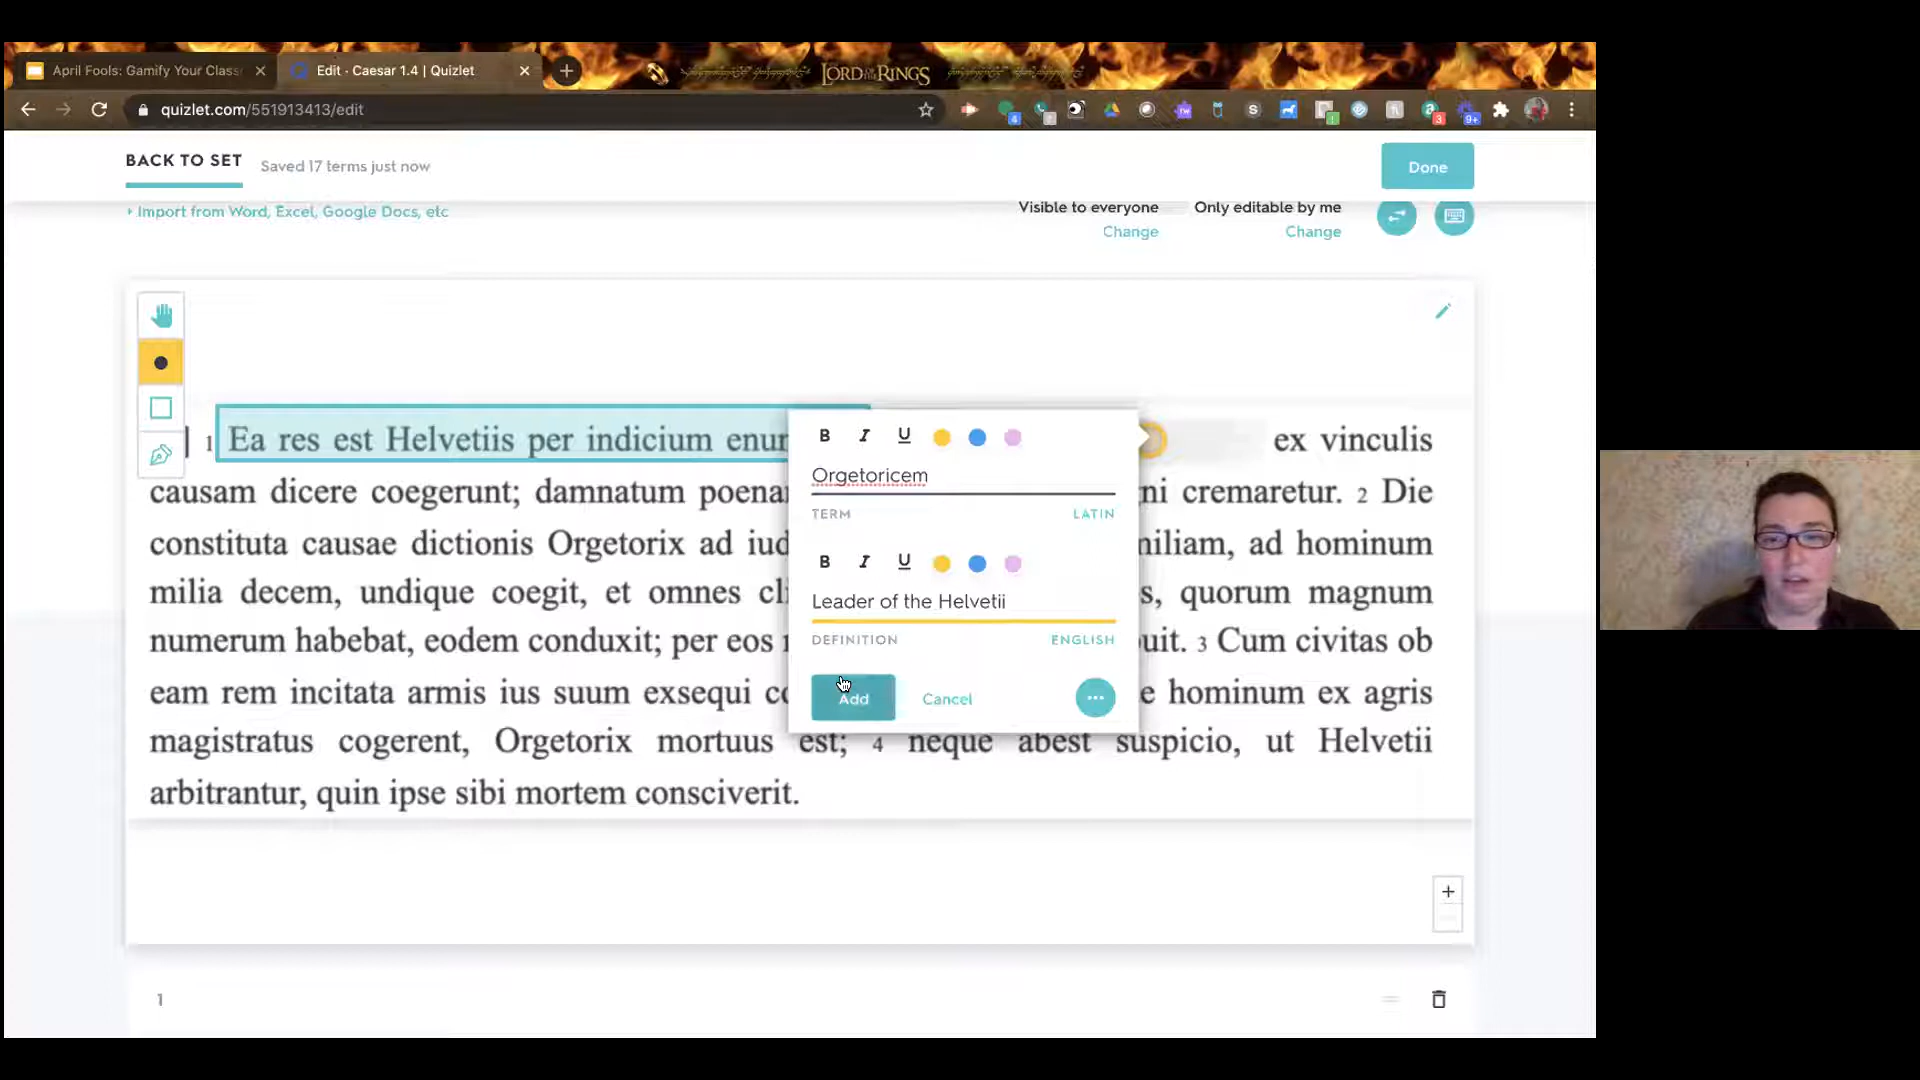 April Fools: Gamify Your Class
Edit - Caesar 1.4 | Quizlet
THE LORD OF THE RINGS
quizlet.com/551913413/edit
BACK TO SET
Saved 17 terms just now
Done
+ Import from Word, Excel, Google Docs, etc
Visible to everyone
Only editable by me
Change
Change
1 Ea res est Helvetiis per indicium enun
ex vinculis
causam dicere coegerunt; damnatum poena
ni cremaretur. 2 Die
constituta causae dictionis Orgetorix ad iud
miliam, ad hominum
milia decem, undique coegit, et omnes cli
s, quorum magnum
numerum habebat, eodem conduxit; per eos
uit. 3 Cum civitas ob
eam rem incitata armis ius suum exsequi co
e hominum ex agris
magistratus cogerent, Orgetorix mortuus est; 4 neque abest suspicio, ut Helvetii
arbitrantur, quin ipse sibi mortem consciverit.
B I U
Orgetoricem
TERM
LATIN
B I U
Leader of the Helvetii
DEFINITION
ENGLISH
Add
Cancel
1